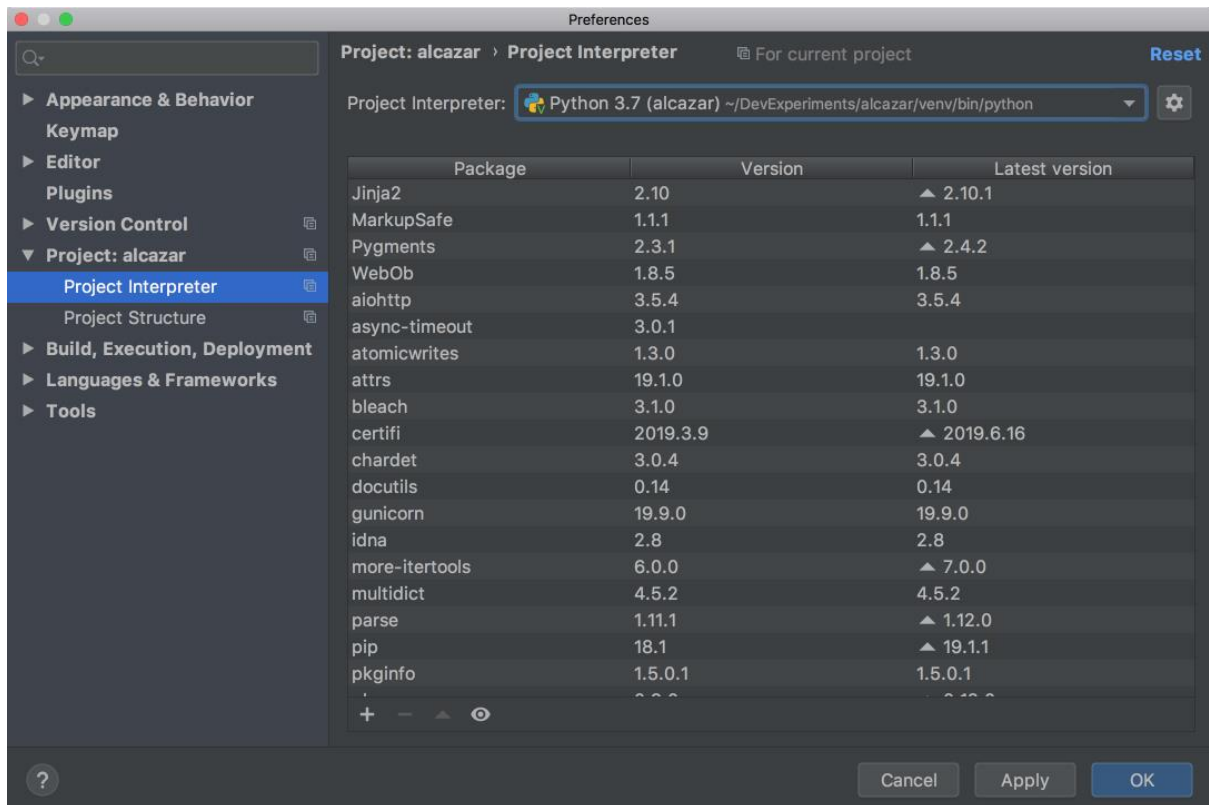 Preferences
Project: alcazar › Project Interpreter For current project Reset
Appearance & Behavior
Keymap
Editor
Plugins
Version Control
Project: alcazar
Project Interpreter
Project Structure
Build, Execution, Deployment
Languages & Frameworks
Tools
Project Interpreter: Python 3.7 (alcazar) ~/DevExperiments/alcazar/venv/bin/python
Package Version Latest version
Jinja2 2.10 ▲ 2.10.1
MarkupSafe 1.1.1 1.1.1
Pygments 2.3.1 ▲ 2.4.2
WebOb 1.8.5 1.8.5
aiohttp 3.5.4 3.5.4
async-timeout 3.0.1
atomicwrites 1.3.0 1.3.0
attrs 19.1.0 19.1.0
bleach 3.1.0 3.1.0
certifi 2019.3.9 ▲ 2019.6.16
chardet 3.0.4 3.0.4
docutils 0.14 0.14
gunicorn 19.9.0 19.9.0
idna 2.8 2.8
more-itertools 6.0.0 ▲ 7.0.0
multidict 4.5.2 4.5.2
parse 1.11.1 ▲ 1.12.0
pip 18.1 ▲ 19.1.1
pkginfo 1.5.0.1 1.5.0.1
? Cancel Apply OK